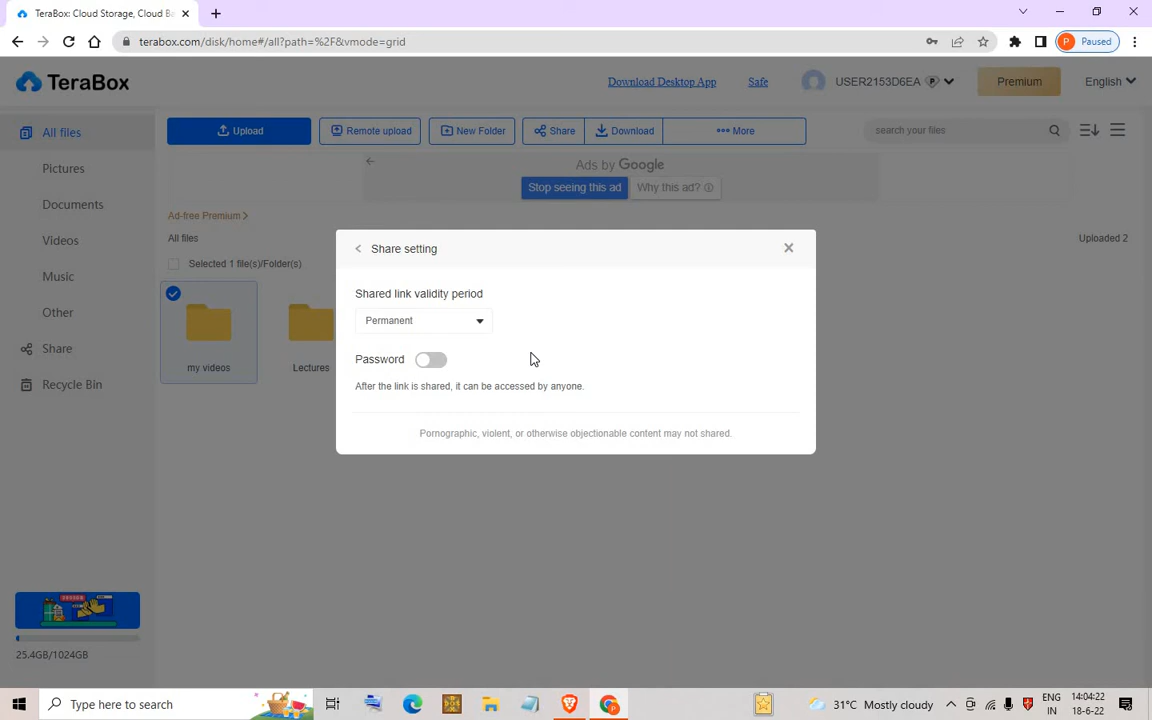 TeraBox: Cloud Storage, Cloud Ba
terabox.com/disk/home#/all?path=%2F&vmode=grid
P Paused
TeraBox
Download Desktop App
Safe
USER2153D6EA P
Premium
English
All files
Upload
Remote upload
New Folder
Share
Download
More
search your files
Pictures
Ads by Google
Stop seeing this ad
Why this ad?
Documents
Ad-free Premium
All files
Uploaded 2
Videos
Selected 1 file(s)/Folder(s)
Share setting
Music
Shared link validity period
Other
Permanent
Share
my videos
Lectures
Password
Recycle Bin
After the link is shared, it can be accessed by anyone.
Pornographic, violent, or otherwise objectionable content may not shared.
25.4GB/1024GB
Type here to search
31°C Mostly cloudy
ENG
IN
14:04:22
18-6-22